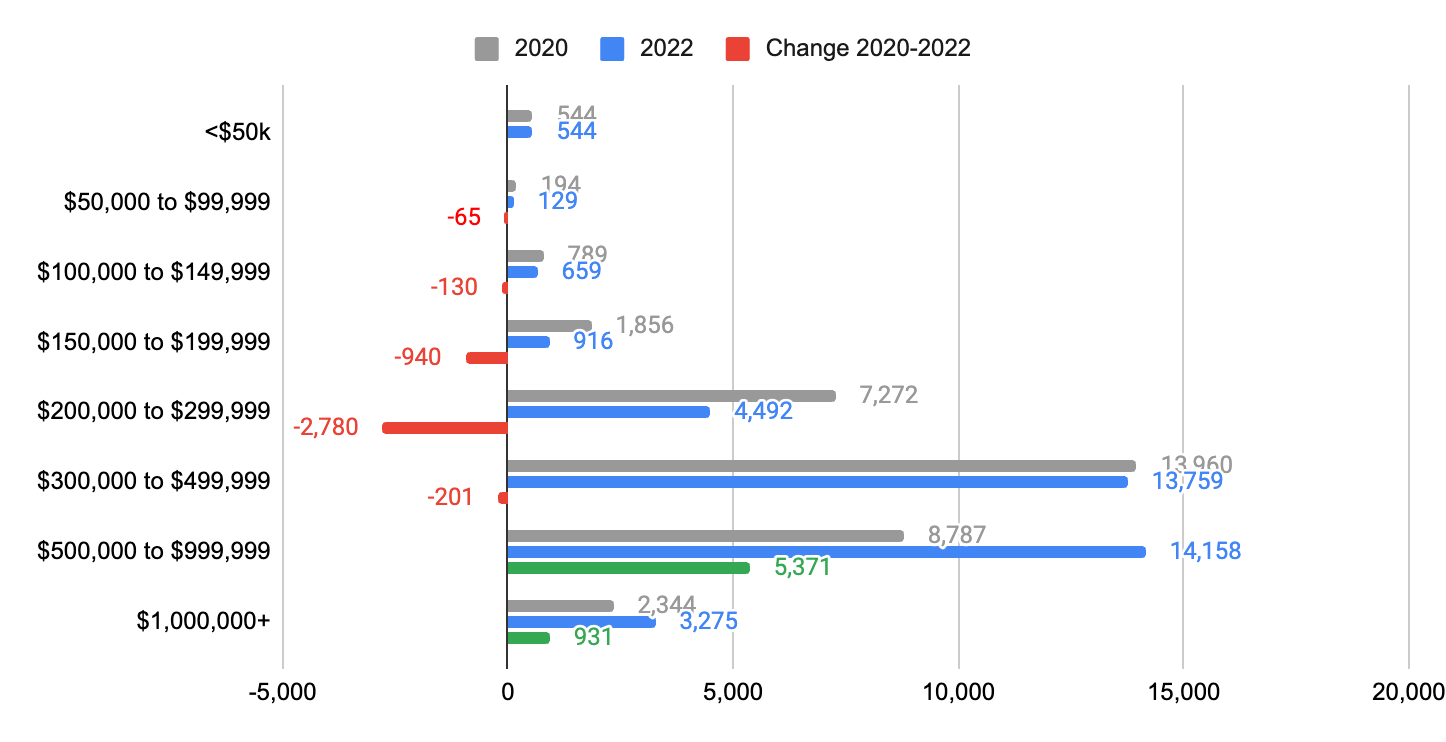 2020 2022 Change 2020-2022
<$50k 544
544
$50,000 to $99,999 194
129
-65
$100,000 to $149,999 789
659
-130
$150,000 to $199,999 1,856
916
-940
$200,000 to $299,999 7,272
4,492
-2,780
$300,000 to $499,999 13,960
13,759
-201
$500,000 to $999,999 8,787
14,158
5,371
$1,000,000+ 2,344
3,275
931
-5,000 0 5,000 10,000 15,000 20,000